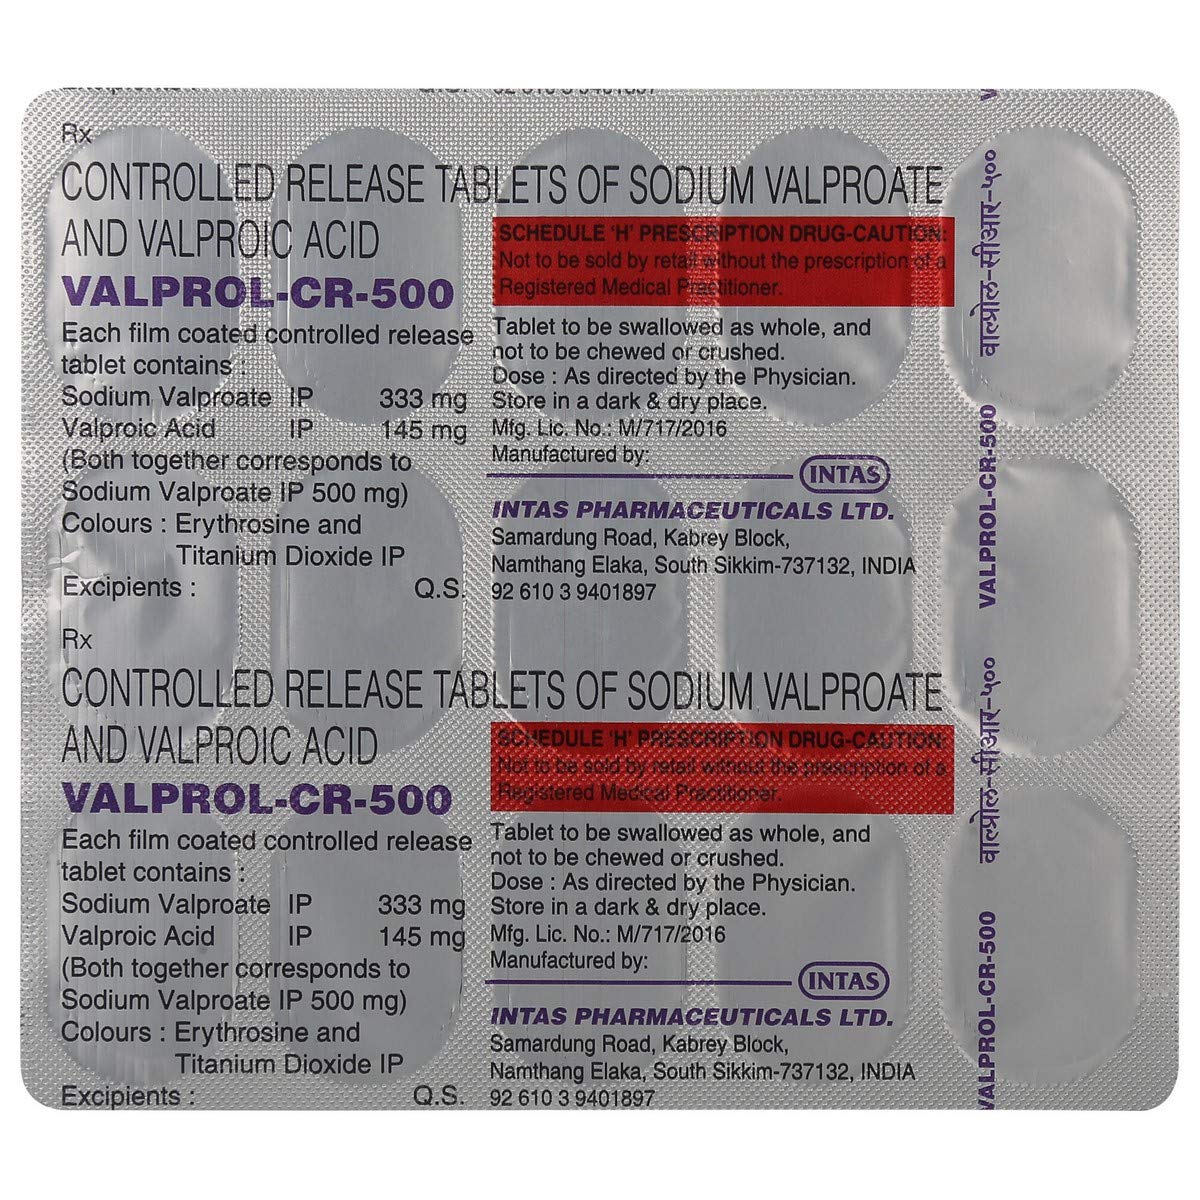 Excipients : Q.S. 92 610 3 9401897
Rx
CONTROLLED RELEASE TABLETS OF SODIUM VALPROATE
AND VALPROIC ACID
VALPROL-CR-500
Each film coated controlled release
tablet contains :
Sodium Valproate IP 333 mg
Valproic Acid IP 145 mg
(Both together corresponds to
Sodium Valproate IP 500 mg)
Colours : Erythrosine and
Titanium Dioxide IP
Excipients : Q.S.
SCHEDULE 'H' PRESCRIPTION DRUG-CAUTION:
Not to be sold by retail without the prescription of a
Registered Medical Practitioner.
Tablet to be swallowed as whole, and
not to be chewed or crushed.
Dose : As directed by the Physician.
Store in a dark & dry place.
Mfg. Lic. No.: M/717/2016
Manufactured by:
INTAS
INTAS PHARMACEUTICALS LTD.
Samardung Road, Kabrey Block,
Namthang Elaka, South Sikkim-737132, INDIA
92 610 3 9401897
Rx
CONTROLLED RELEASE TABLETS OF SODIUM VALPROATE
AND VALPROIC ACID
VALPROL-CR-500
Each film coated controlled release
tablet contains :
Sodium Valproate IP 333 mg
Valproic Acid IP 145 mg
(Both together corresponds to
Sodium Valproate IP 500 mg)
Colours : Erythrosine and
Titanium Dioxide IP
Excipients : Q.S.
SCHEDULE 'H' PRESCRIPTION DRUG-CAUTION:
Not to be sold by retail without the prescription of a
Registered Medical Practitioner.
Tablet to be swallowed as whole, and
not to be chewed or crushed.
Dose : As directed by the Physician.
Store in a dark & dry place.
Mfg. Lic. No.: M/717/2016
Manufactured by:
INTAS
INTAS PHARMACEUTICALS LTD.
Samardung Road, Kabrey Block,
Namthang Elaka, South Sikkim-737132, INDIA
92 610 3 9401897
V
वाल्प्रोल-सीआर-५००
VALPROL-CR-500
वाल्प्रोल-सीआर-५००
VALPROL-CR-500